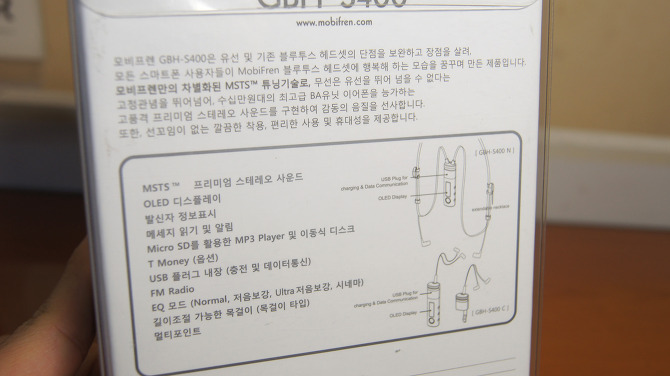 GBH-S400
www.mobifren.com
모비프렌 GBH-S400은 유선 및 기존 블루투스 헤드셋의 단점을 보완하고 장점을 살려.
모든 스마트폰 사용자들이 MobiFren 블루투스 헤드셋에 행복해 하는 모습을 꿈꾸며 만든 제품입니다.
모비프렌만의 차별화된 MSTS™ 튜닝기술로, 무선은 유선을 뛰어 넘을 수 없다는
고정관념을 뛰어넘어, 수십만원대의 최고급 BA유닛 이어폰을 능가하는
고품격 프리미엄 스테레오 사운드를 구현하여 감동의 음질을 선사합니다.
또한, 선꼬임이 없는 깔끔한 착용, 편리한 사용 및 휴대성을 제공합니다.
MSTS™ 프리미엄 스테레오 사운드
OLED 디스플레이
발신자 정보표시
메세지 읽기 및 알림
Micro SD를 활용한 MP3 Player 및 이동식 디스크
T Money (옵션)
USB 플러그 내장 (충전 및 데이터통신)
FM Radio
EQ 모드 (Normal, 저음보강, Ultra저음보강, 시네마)
길이조절 가능한 목걸이 (목걸이 타입)
멀티포인트
[ GBH-S400 N ]
USB Plug for
charging & Data Communication
OLED Display
extendable necklace
USB Plug for
charging & Data Communication
OLED Display
[ GBH-S400 C ]